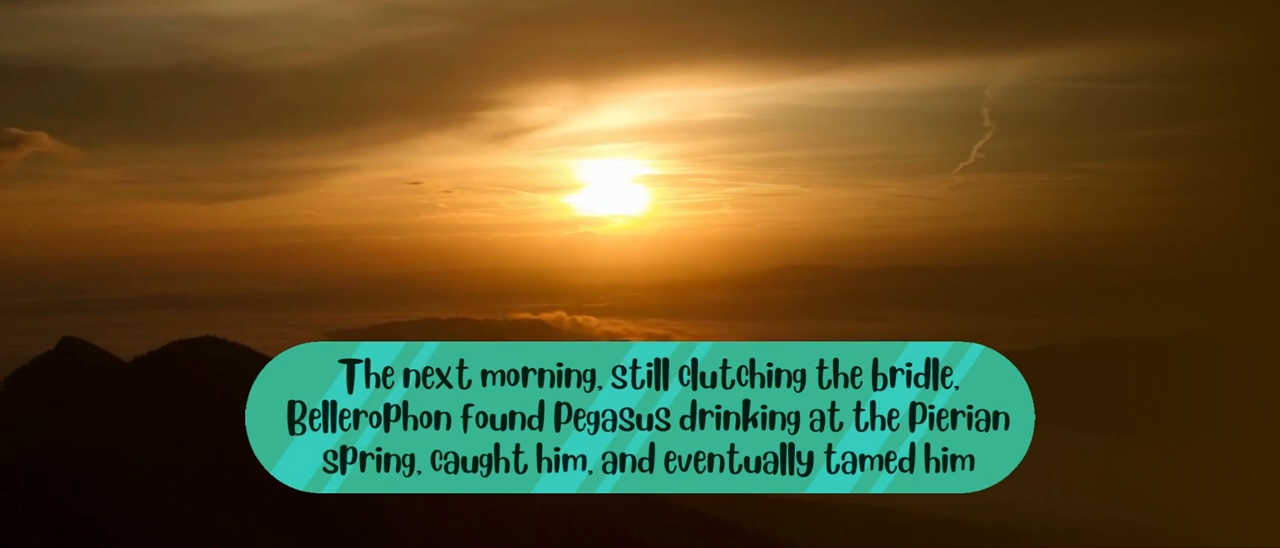 The next morning, still clutching the bridle,
Bellerophon found Pegasus drinking at the Pierian
spring, caught him, and eventually tamed him